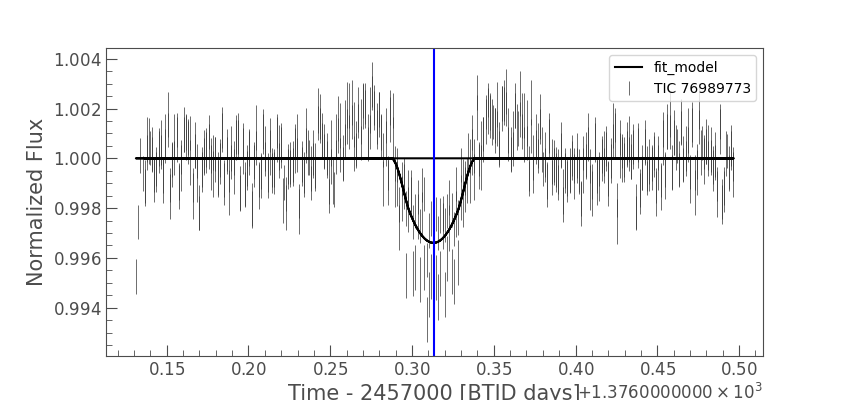 1.004
1.002
1.000
0.998
0.996
0.994
Normalized Flux
fit_model
TIC 76989773
0.15 0.20 0.25 0.30 0.35 0.40 0.45 0.50
Time - 2457000 [BTJD days]
+1.3760000000 × 10³